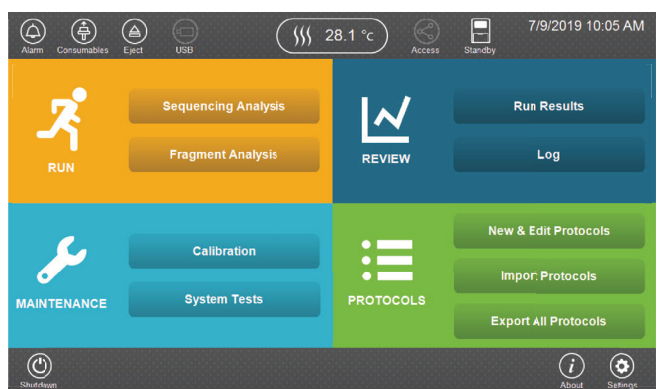 28.1 °c
7/9/2019 10:05 AM
Alarm
Consumables
Eject
USB
Access
Standby
Sequencing Analysis
Fragment Analysis
RUN
Run Results
Log
REVIEW
Calibration
System Tests
MAINTENANCE
New & Edit Protocols
Import Protocols
Export All Protocols
PROTOCOLS
Shutdown
About
Settings